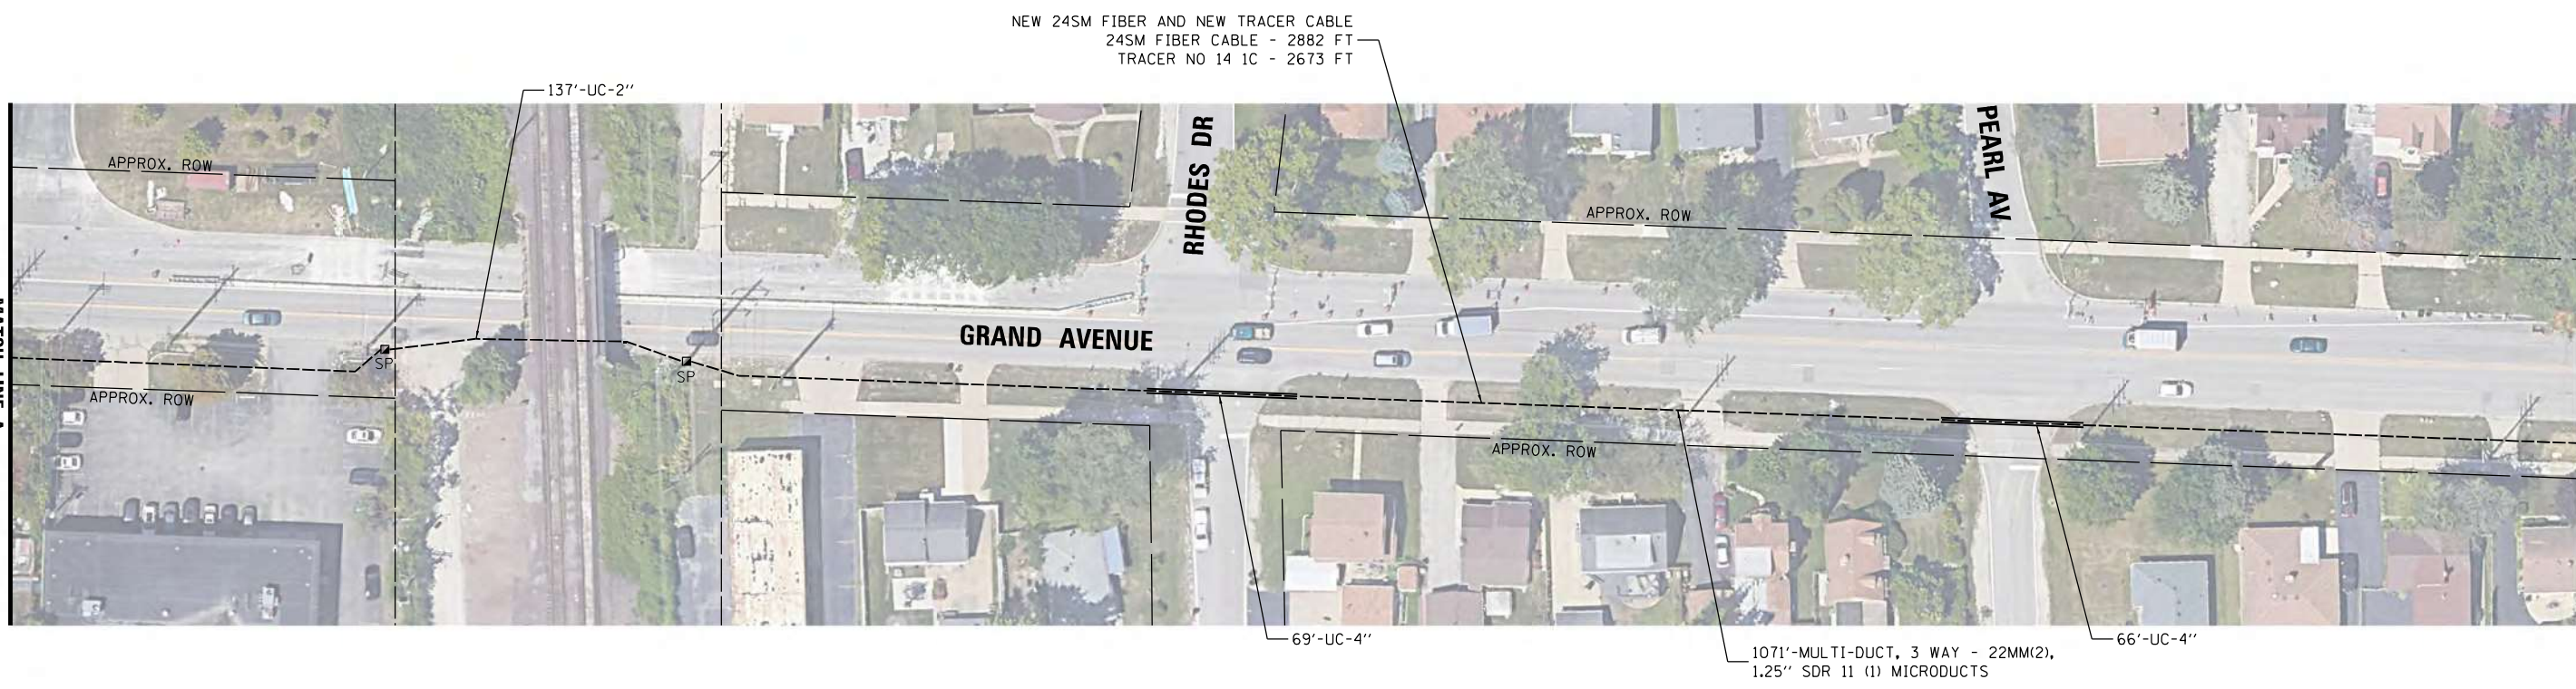 NEW 24SM FIBER AND NEW TRACER CABLE
24SM FIBER CABLE - 2882 FT
TRACER NO 14 1C - 2673 FT
137'-UC-2"
RHODES DR
PEARL AV
APPROX. ROW
APPROX. ROW
GRAND AVENUE
SP
SP
APPROX. ROW
APPROX. ROW
69'-UC-4"
66'-UC-4"
1071'-MULTI-DUCT, 3 WAY - 22MM(2),
1.25" SDR 11 (1) MICRODUCTS